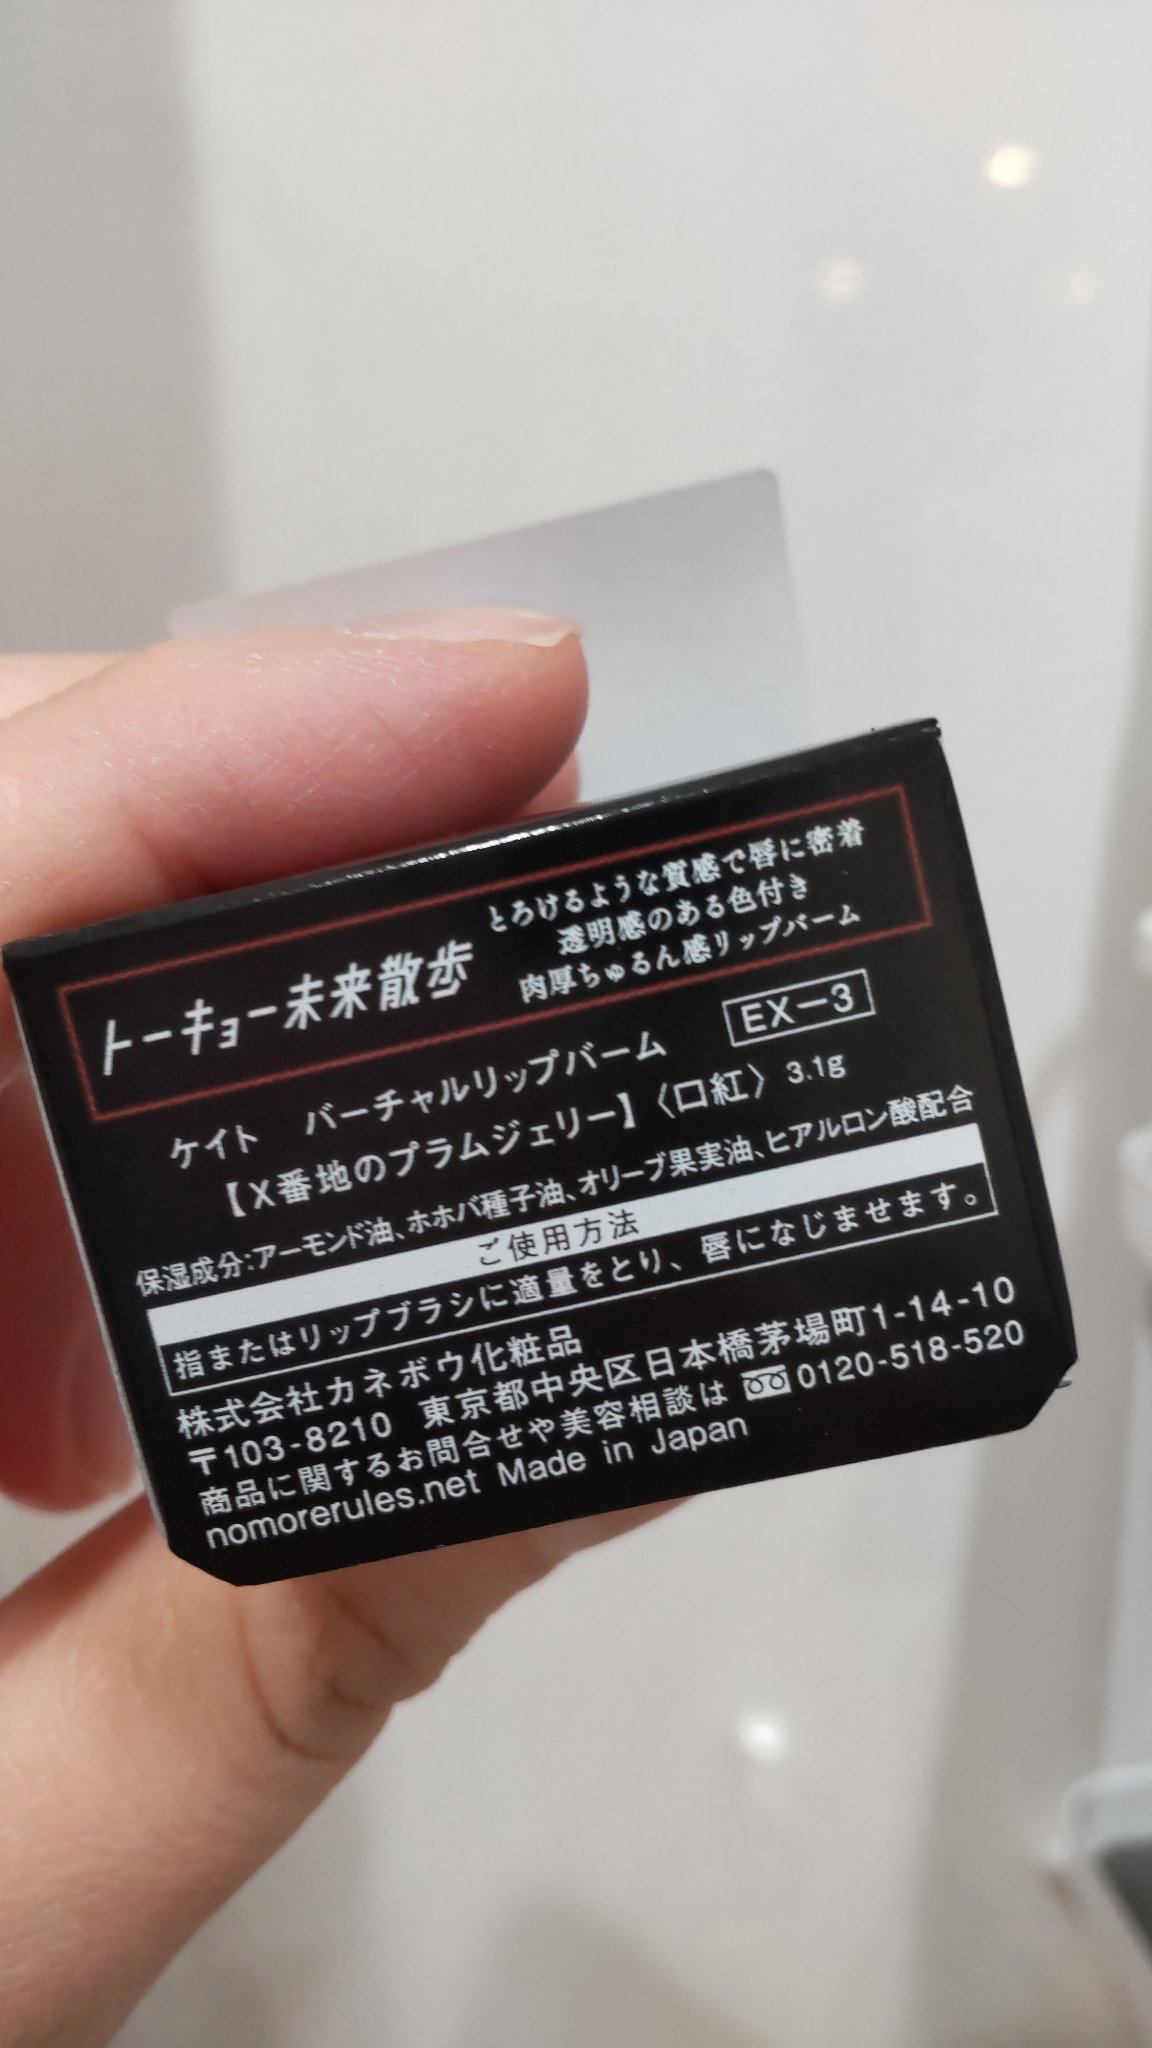 トーキョー未来散歩
とろけるような質感で唇に密着
透明感のある色付き
肉厚ちゅるん感リップバーム
ケイト　バーチャルリップバーム EX-3
【X番地のプラムジェリー】〈口紅〉 3.1g
保湿成分:アーモンド油、ホホバ種子油、オリーブ果実油、ヒアルロン酸配合
ご使用方法
指またはリップブラシに適量をとり、唇になじませます。
株式会社カネボウ化粧品
〒103-8210 東京都中央区日本橋茅場町1-14-10
商品に関するお問合せや美容相談は 0120-518-520
nomorerules.net Made in Japan